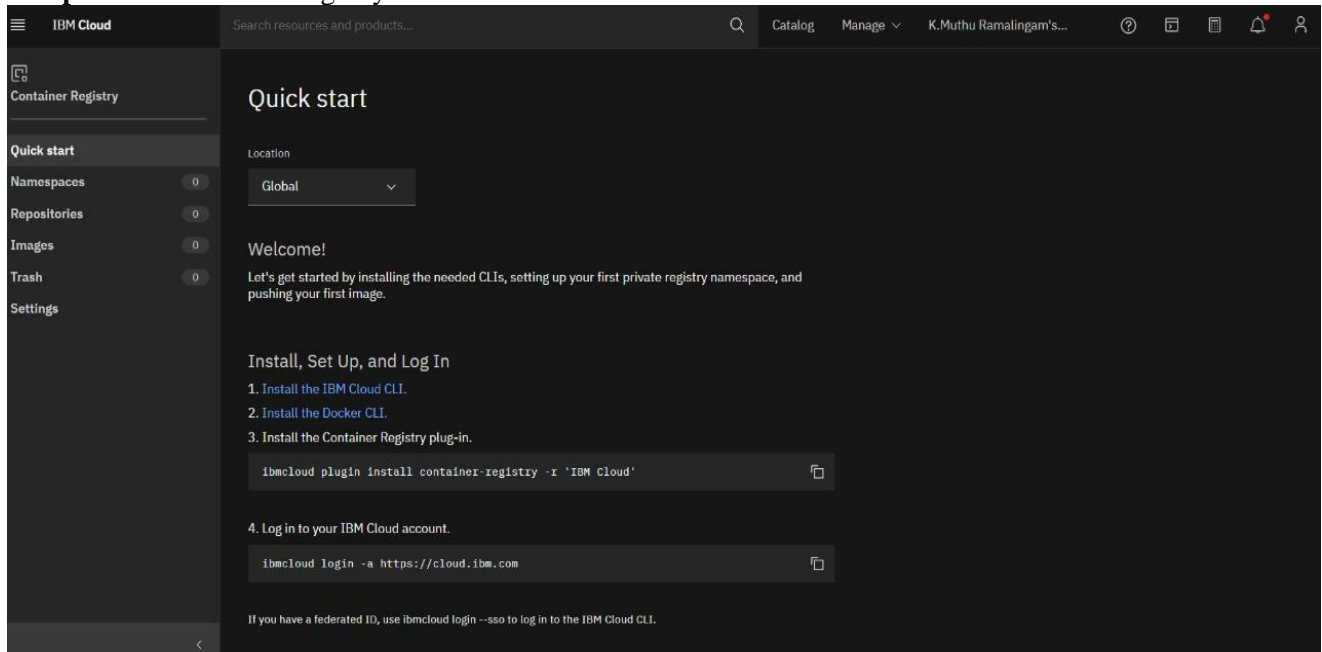 IBM Cloud
Search resources and products...
Catalog
Manage
K.Muthu Ramalingam's...
Container Registry
Quick start
Namespaces 0
Repositories 0
Images 0
Trash 0
Settings
Quick start
Location
Global
Welcome!
Let's get started by installing the needed CLIs, setting up your first private registry namespace, and
pushing your first image.
Install, Set Up, and Log In
1. Install the IBM Cloud CLI.
2. Install the Docker CLI.
3. Install the Container Registry plug-in.
ibmcloud plugin install container-registry -r 'IBM Cloud'
4. Log in to your IBM Cloud account.
ibmcloud login -a https://cloud.ibm.com
If you have a federated ID, use ibmcloud login --sso to log in to the IBM Cloud CLI.